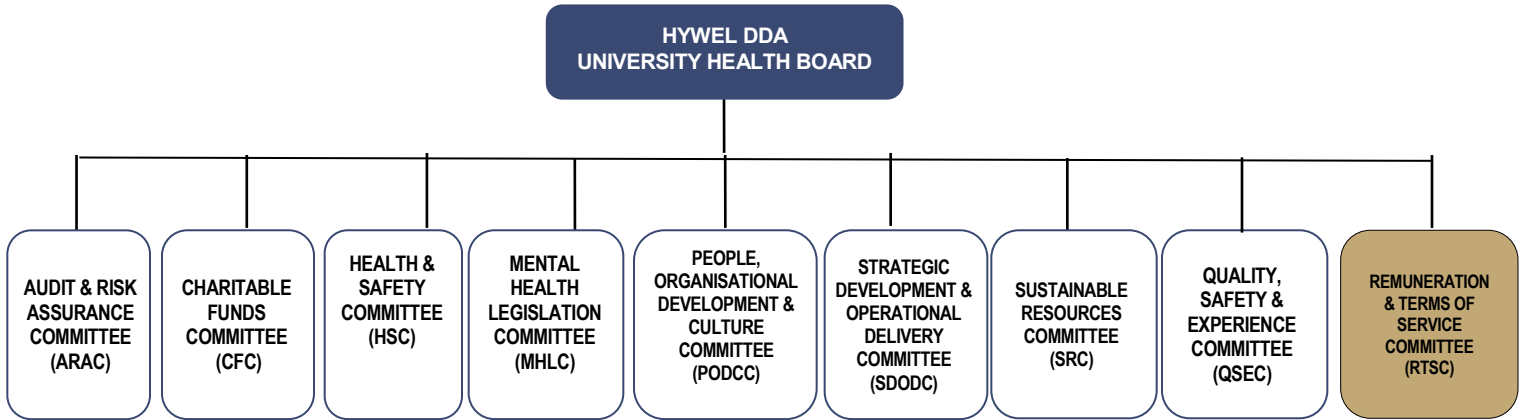 HYWEL DDA
UNIVERSITY HEALTH BOARD
AUDIT & RISK
ASSURANCE
COMMITTEE
(ARAC)
CHARITABLE
FUNDS
COMMITTEE
(CFC)
HEALTH &
SAFETY
COMMITTEE
(HSC)
MENTAL
HEALTH
LEGISLATION
COMMITTEE
(MHLC)
PEOPLE,
ORGANISATIONAL
DEVELOPMENT &
CULTURE
COMMITTEE
(PODCC)
STRATEGIC
DEVELOPMENT &
OPERATIONAL
DELIVERY
COMMITTEE
(SDODC)
SUSTAINABLE
RESOURCES
COMMITTEE
(SRC)
QUALITY,
SAFETY &
EXPERIENCE
COMMITTEE
(QSEC)
REMUNERATION
& TERMS OF
SERVICE
COMMITTEE
(RTSC)